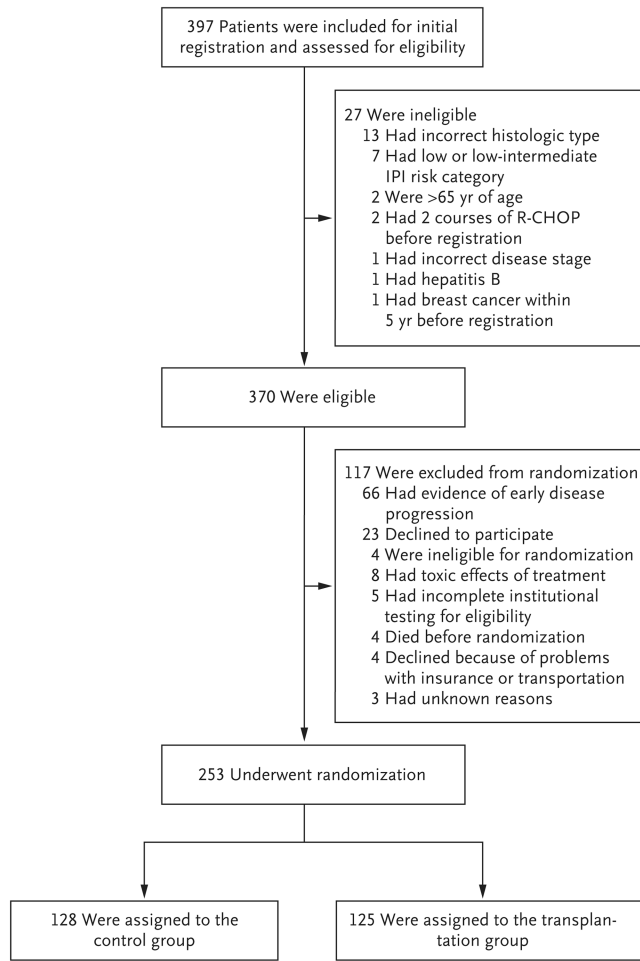 397 Patients were included for initial
registration and assessed for eligibility
27 Were ineligible
13 Had incorrect histologic type
7 Had low or low-intermediate
IPI risk category
2 Were >65 yr of age
2 Had 2 courses of R-CHOP
before registration
1 Had incorrect disease stage
1 Had hepatitis B
1 Had breast cancer within
5 yr before registration
370 Were eligible
117 Were excluded from randomization
66 Had evidence of early disease
progression
23 Declined to participate
4 Were ineligible for randomization
8 Had toxic effects of treatment
5 Had incomplete institutional
testing for eligibility
4 Died before randomization
4 Declined because of problems
with insurance or transportation
3 Had unknown reasons
253 Underwent randomization
128 Were assigned to the
control group
125 Were assigned to the transplan-
tation group